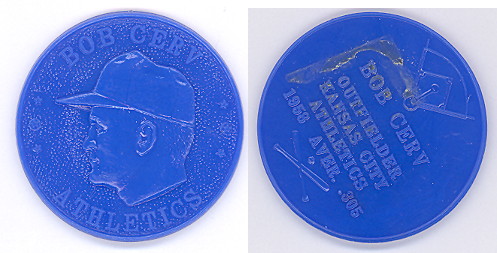 BOB CERV
ATHLETICS
BOB CERV
OUTFIELDER
KANSAS CITY
ATHLETICS
1958 AVER. .305